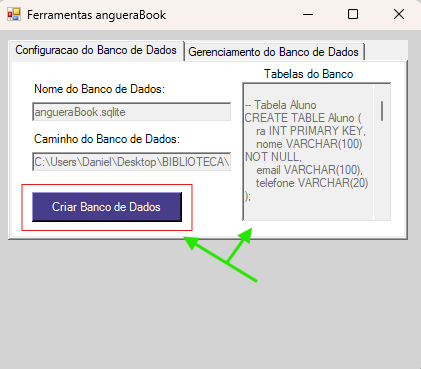 Ferramentas angueraBook
Configuracao do Banco de Dados
Gerenciamento do Banco de Dados
Nome do Banco de Dados:
angueraBook.sqlite
Caminho do Banco de Dados:
C:\Users\Daniel\Desktop\BIBLIOTECA\
Criar Banco de Dados
Tabelas do Banco
-- Tabela Aluno
CREATE TABLE Aluno (
ra INT PRIMARY KEY,
nome VARCHAR(100)
NOT NULL,
email VARCHAR(100),
telefone VARCHAR(20)
);